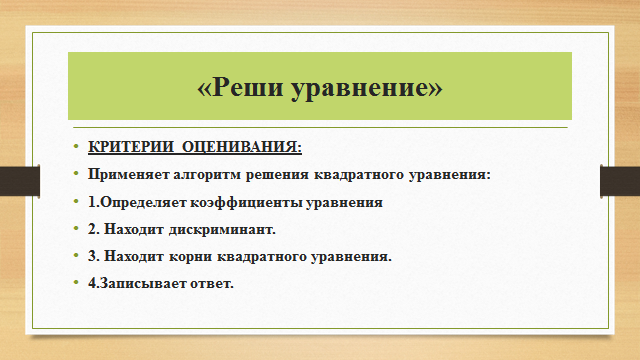 «Реши уравнение»
КРИТЕРИИ ОЦЕНИВАНИЯ:
Применяет алгоритм решения квадратного уравнения:
1.Определяет коэффициенты уравнения
2. Находит дискриминант.
3. Находит корни квадратного уравнения.
4.Записывает ответ.